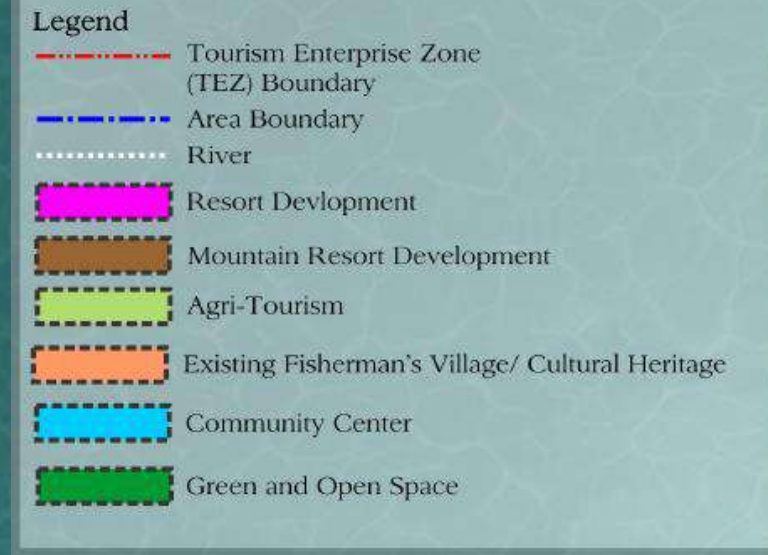 Legend
Tourism Enterprise Zone
(TEZ) Boundary
Area Boundary
River
Resort Devlopment
Mountain Resort Development
Agri-Tourism
Existing Fisherman's Village/ Cultural Heritage
Community Center
Green and Open Space